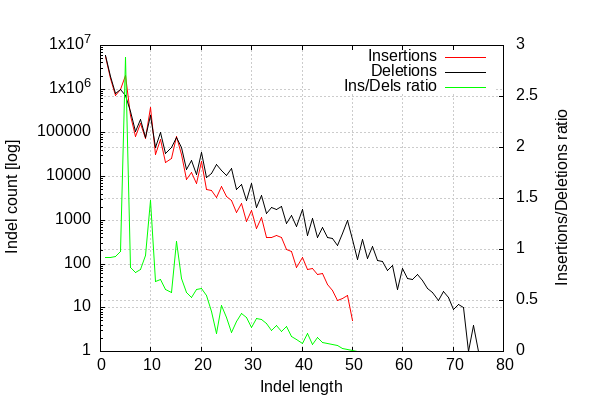 1x10^7
1x10^6
100000
10000
1000
100
10
1
3
2.5
2
1.5
1
0.5
0
0 10 20 30 40 50 60 70 80
Indel length
Indel count [log]
Insertions/Deletions ratio
Insertions
Deletions
Ins/Dels ratio